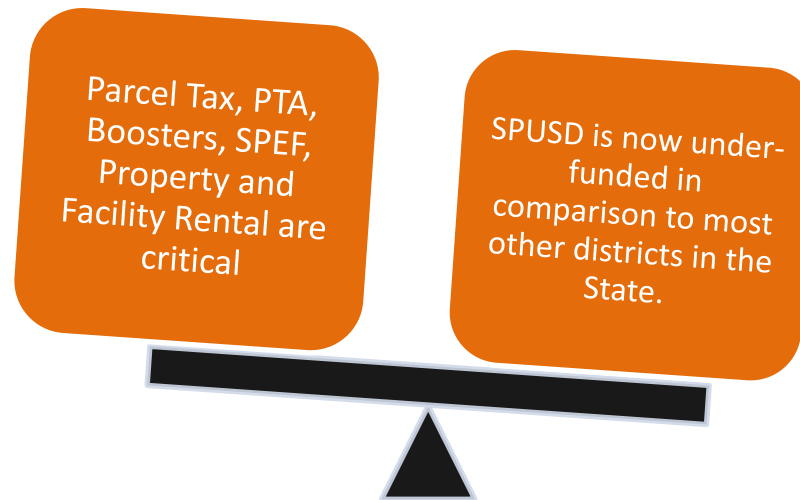 Parcel Tax, PTA,
Boosters, SPEF,
Property and
Facility Rental are
critical
SPUSD is now under-
funded in
comparison to most
other districts in the
State.